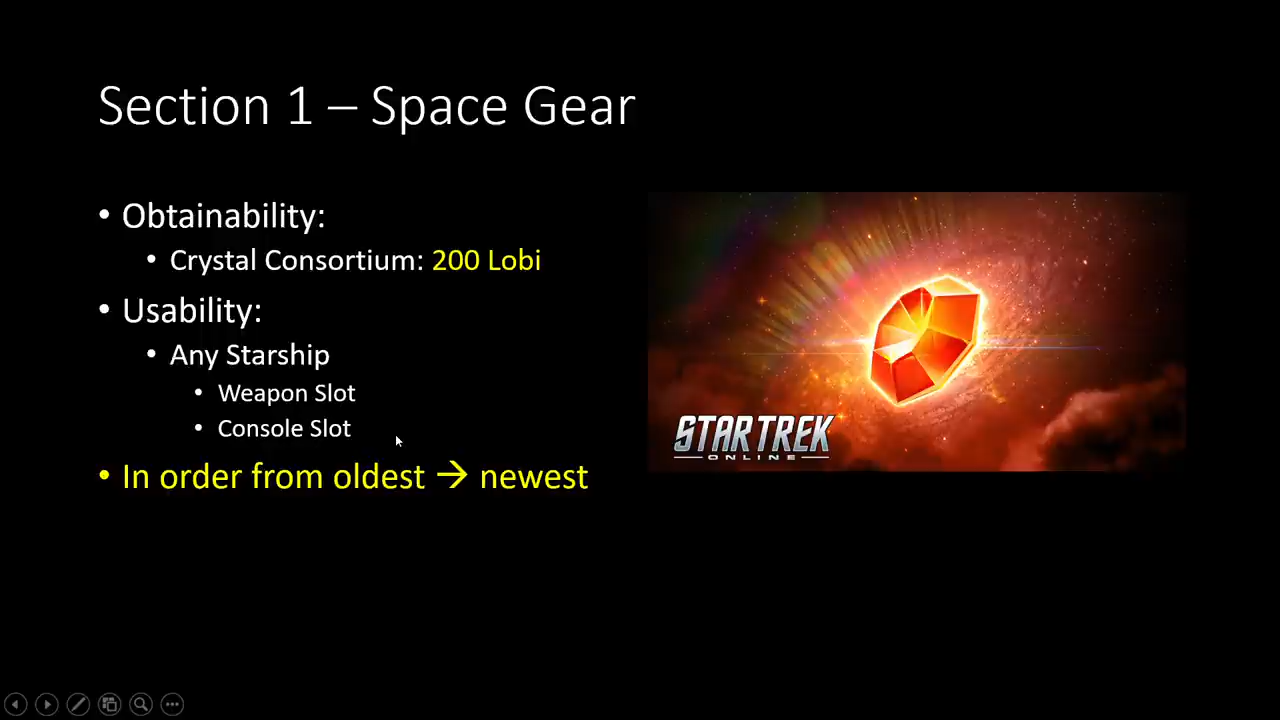 Section 1 – Space Gear
• Obtainability:
• Crystal Consortium: 200 Lobi
• Usability:
• Any Starship
• Weapon Slot
• Console Slot
• In order from oldest → newest
STAR TREK
ONLINE